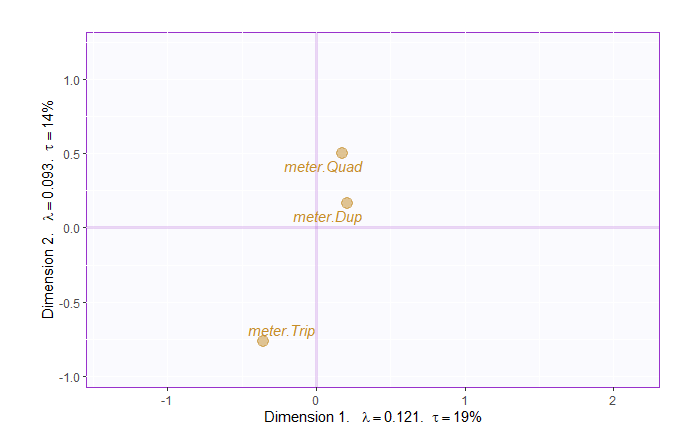 1.0
0.5
0.0
-0.5
-1.0
meter.Quad
meter.Dup
meter.Trip
-1
0
1
2
Dimension 1. λ=0.121. τ=19%
Dimension 2. λ=0.093. τ=14%